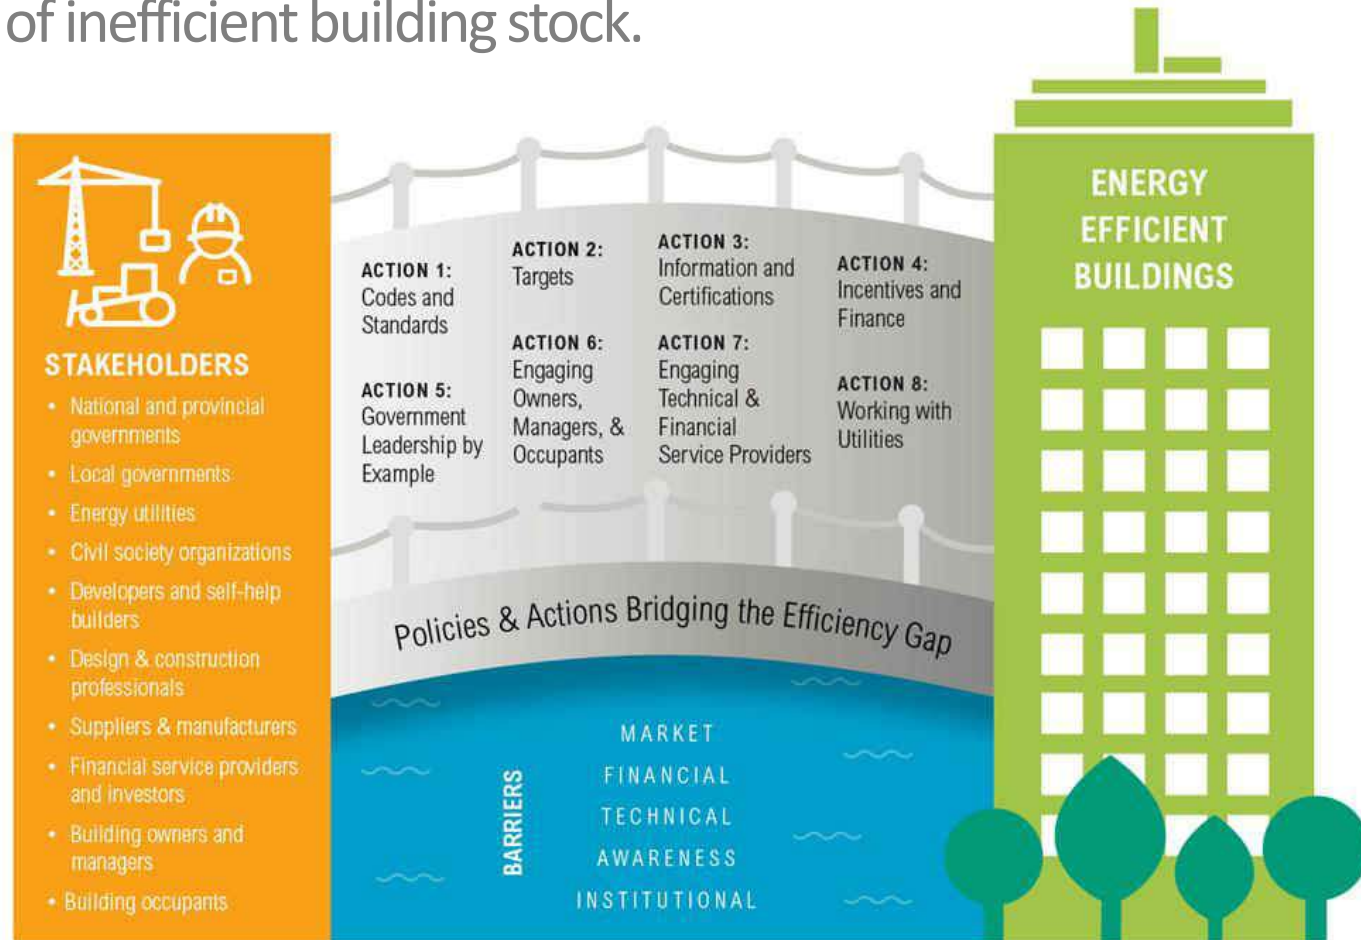 of inefficient building stock.
STAKEHOLDERS
• National and provincial
governments
• Local governments
• Energy utilities
• Civil society organizations
• Developers and self-help
builders
• Design & construction
professionals
• Suppliers & manufacturers
• Financial service providers
and investors
• Building owners and
managers
• Building occupants
ACTION 1:
Codes and
Standards
ACTION 2:
Targets
ACTION 3:
Information and
Certifications
ACTION 4:
Incentives and
Finance
ACTION 5:
Government
Leadership by
Example
ACTION 6:
Engaging
Owners,
Managers, &
Occupants
ACTION 7:
Engaging
Technical &
Financial
Service Providers
ACTION 8:
Working with
Utilities
Policies & Actions Bridging the Efficiency Gap
BARRIERS
MARKET
FINANCIAL
TECHNICAL
AWARENESS
INSTITUTIONAL
ENERGY
EFFICIENT
BUILDINGS